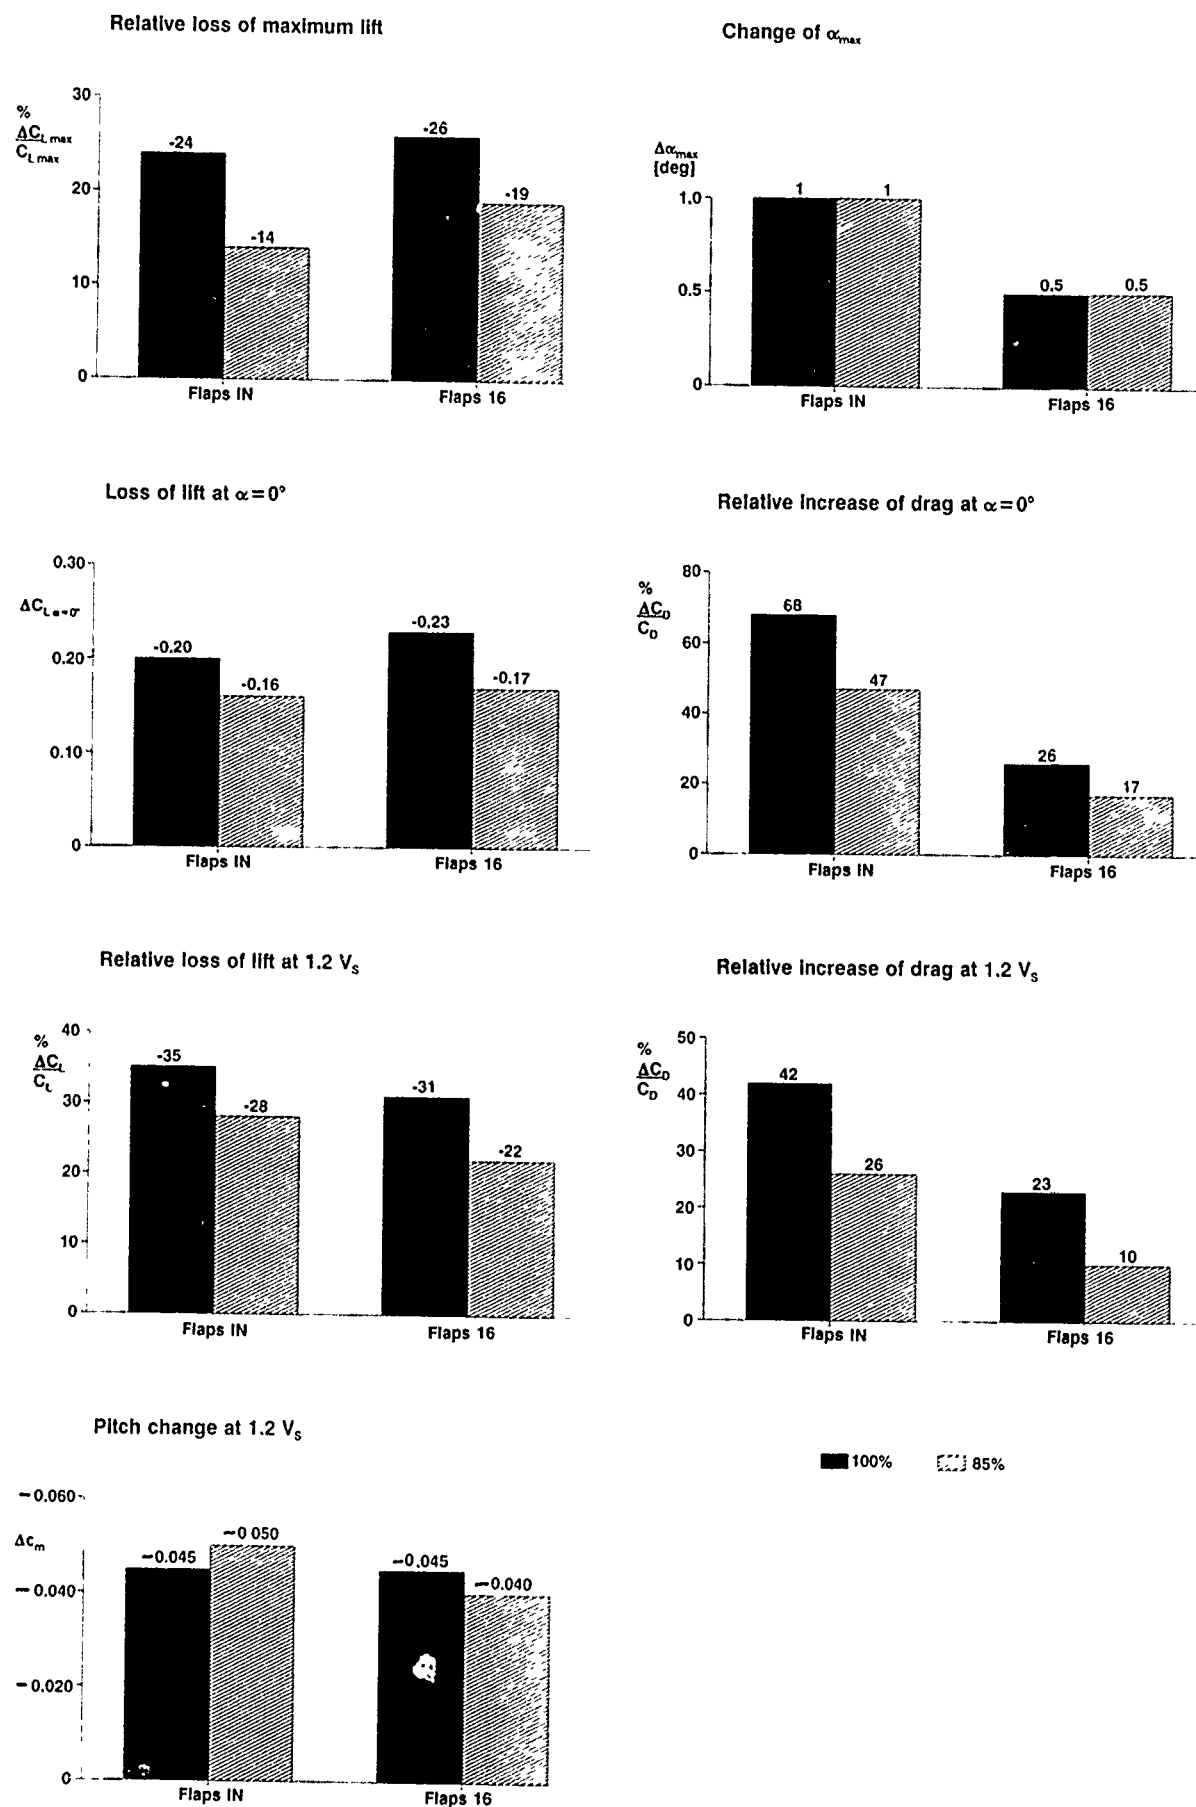 Relative loss of maximum lift
%
ΔC_L max
C_L max
30
20
10
0
-24
-14
-26
-19
Flaps IN
Flaps 16
Change of α_max
Δα_max
[deg]
1.0
0.5
0
1
1
0.5
0.5
Flaps IN
Flaps 16
Loss of lift at α=0°
ΔC_L α=0°
0.30
0.20
0.10
0
-0.20
-0.16
-0.23
-0.17
Flaps IN
Flaps 16
Relative increase of drag at α=0°
%
ΔC_D
C_D
80
60
40
20
0
68
47
26
17
Flaps IN
Flaps 16
Relative loss of lift at 1.2 V_S
%
ΔC_L
C_L
40
30
20
10
0
-35
-28
-31
-22
Flaps IN
Flaps 16
Relative increase of drag at 1.2 V_S
%
ΔC_D
C_D
50
40
30
20
10
0
42
26
23
10
Flaps IN
Flaps 16
Pitch change at 1.2 V_S
Δc_m
−0.060
−0.040
−0.020
0
−0.045
−0 050
−0.045
−0.040
Flaps IN
Flaps 16
100%
85%